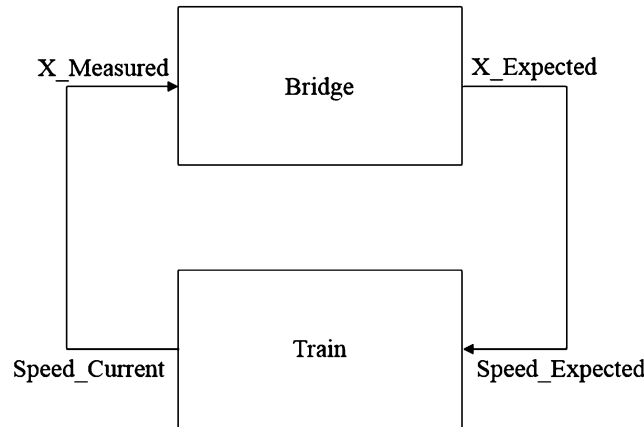 X_Measured
X_Expected
Bridge
Train
Speed_Current
Speed_Expected